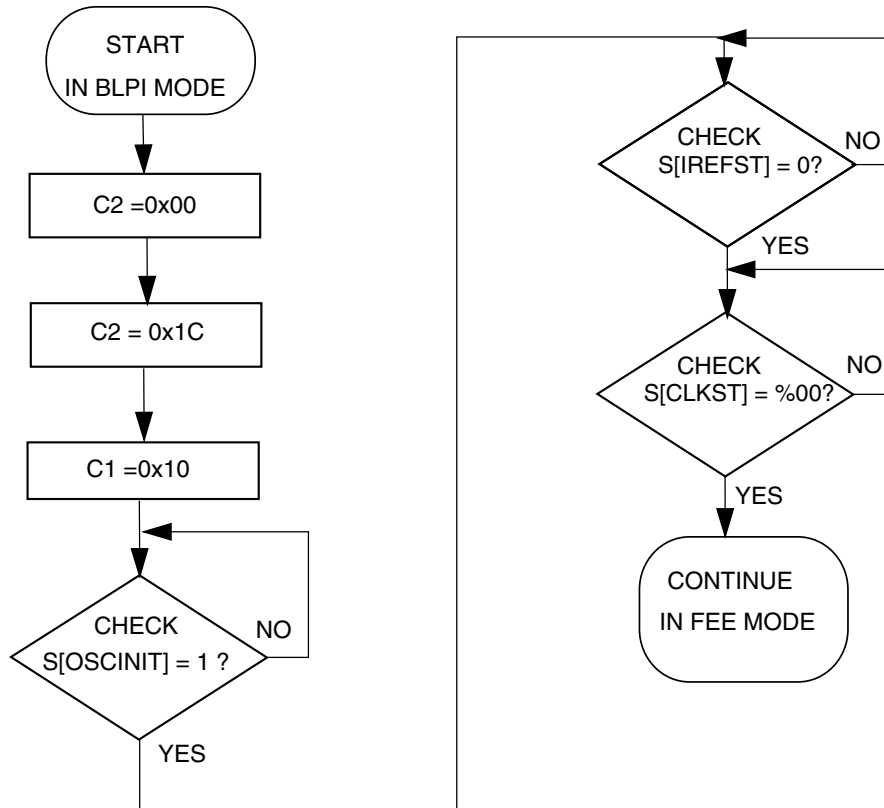 START
IN BLPI MODE
C2 =0x00
C2 = 0x1C
C1 =0x10
CHECK
S[OSCINIT] = 1 ?
NO
YES
CHECK
S[IREFST] = 0?
NO
YES
CHECK
S[CLKST] = %00?
NO
YES
CONTINUE
IN FEE MODE